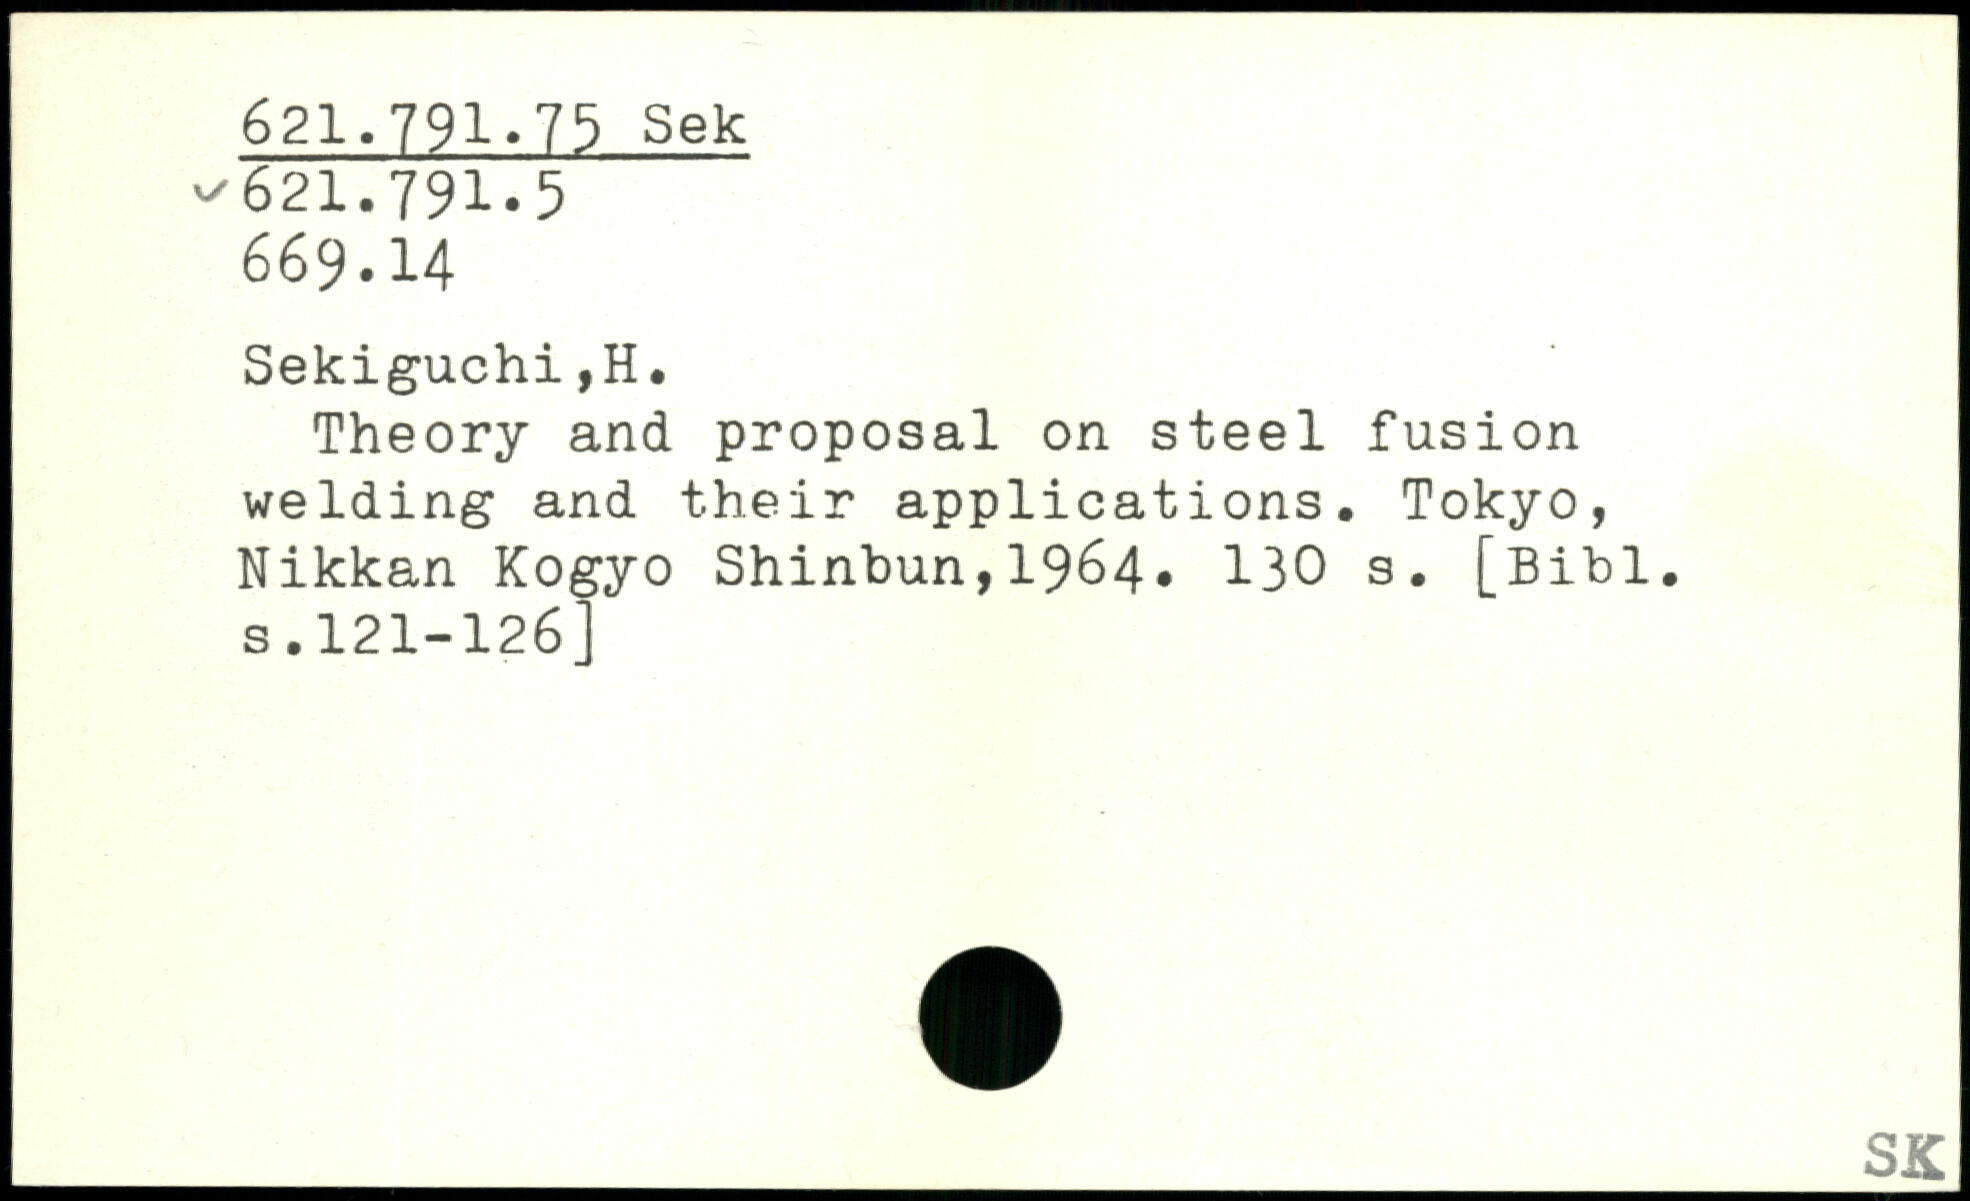 621.791.75 Sek
✓621.791.5
669.14
Sekiguchi,H.
Theory and proposal on steel fusion
welding and their applications. Tokyo,
Nikkan Kogyo Shinbun,1964. 130 s. [Bibl.
s.121-126]
SK